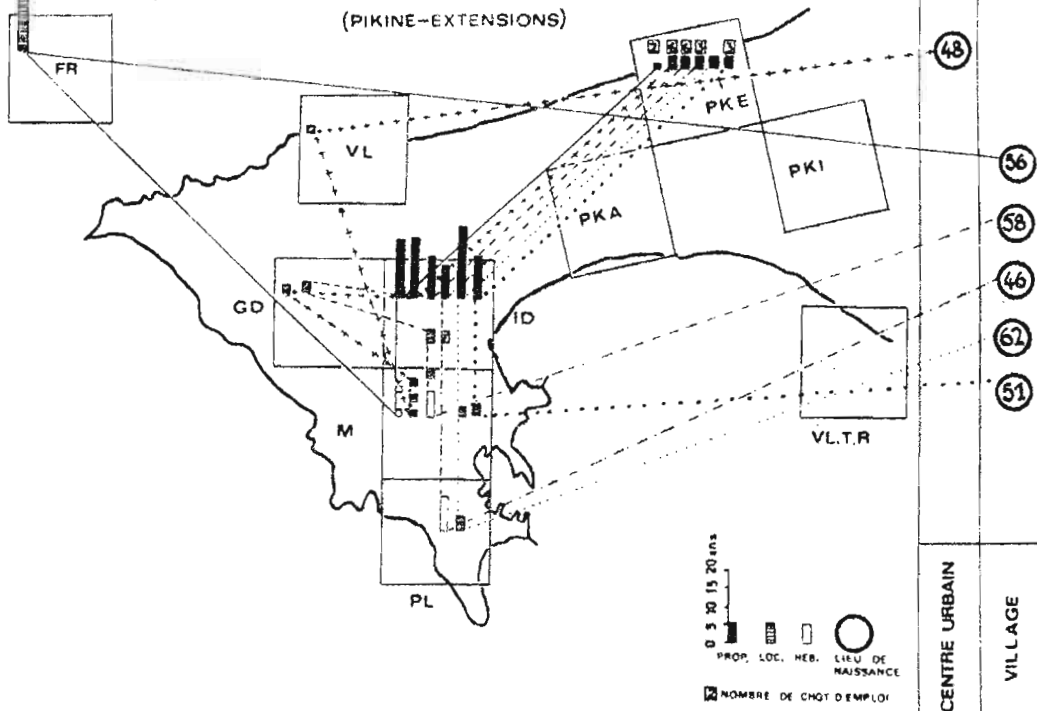 (PIKINE-EXTENSIONS)
FR
VL
PKE
PKI
PKA
GD
ID
M
PL
VL.T.R
48
56
58
46
62
51
0 5 10 15 20 ans
PROP. LOC. HEB. LIEU DE
NAISSANCE
2 NOMBRE DE CHGT D'EMPLOI
CENTRE URBAIN
VILLAGE